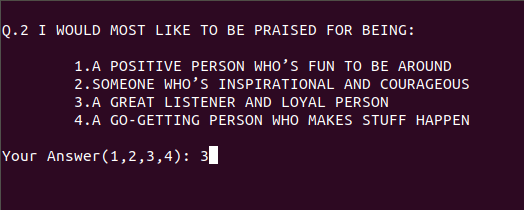 Q.2 I WOULD MOST LIKE TO BE PRAISED FOR BEING:
1.A POSITIVE PERSON WHO’S FUN TO BE AROUND
2.SOMEONE WHO’S INSPIRATIONAL AND COURAGEOUS
3.A GREAT LISTENER AND LOYAL PERSON
4.A GO-GETTING PERSON WHO MAKES STUFF HAPPEN
Your Answer(1,2,3,4): 3